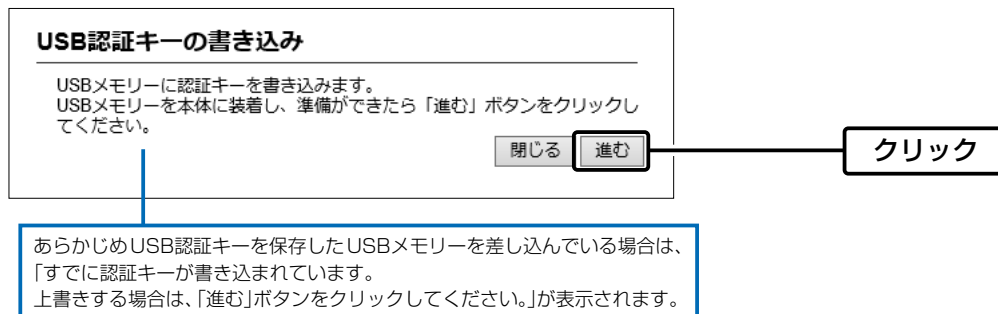 USB認証キーの書き込み
USBメモリーに認証キーを書き込みます。
USBメモリーを本体に装着し、準備ができたら「進む」ボタンをクリックし
てください。
閉じる 進む
クリック
あらかじめUSB認証キーを保存したUSBメモリーを差し込んでいる場合は、
「すでに認証キーが書き込まれています。
上書きする場合は、「進む」ボタンをクリックしてください。」が表示されます。